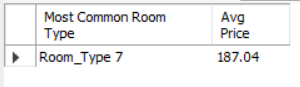 Most Common Room Avg
Type Price
Room_Type 7 187.04